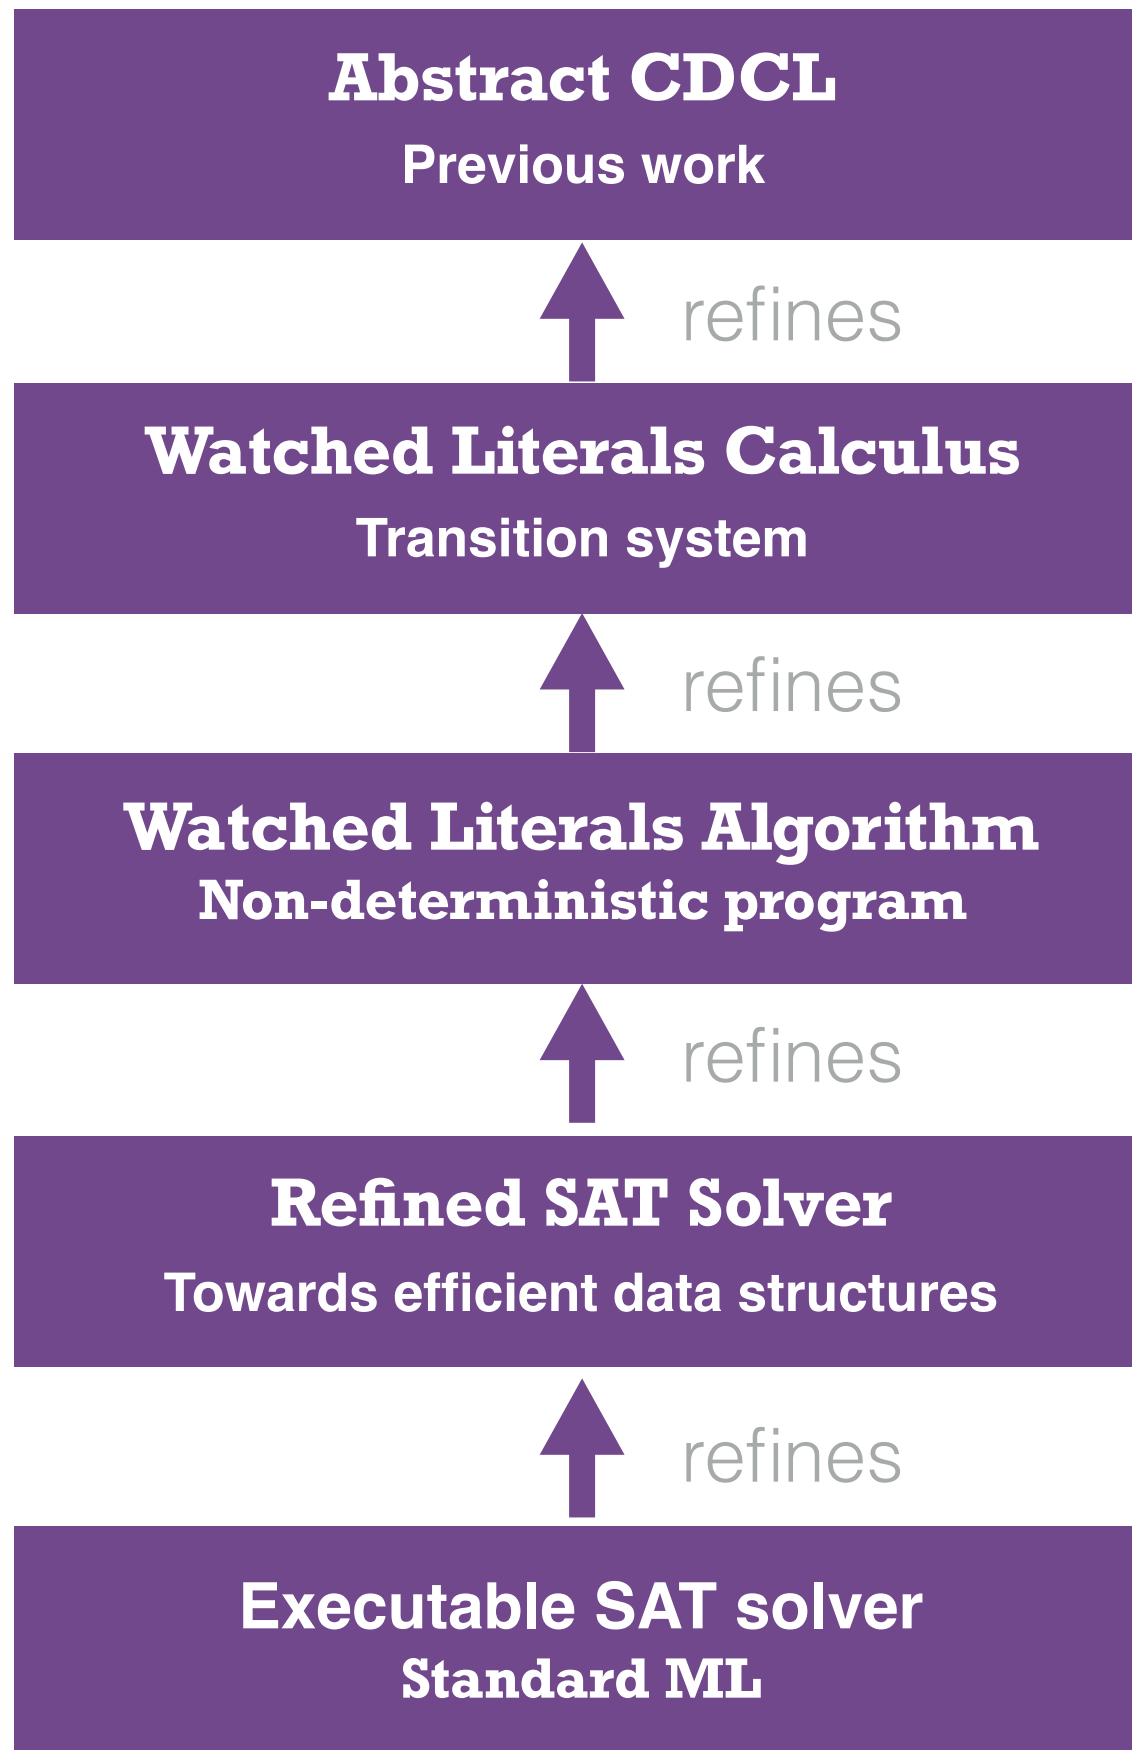 Abstract CDCL
Previous work
refines
Watched Literals Calculus
Transition system
refines
Watched Literals Algorithm
Non-deterministic program
refines
Refined SAT Solver
Towards efficient data structures
refines
Executable SAT solver
Standard ML